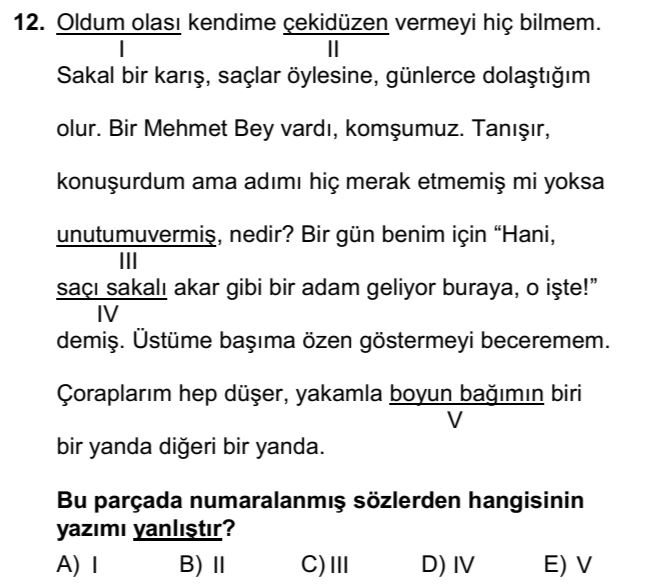 12. Oldum olası kendime çekidüzen vermeyi hiç bilmem.
I II
Sakal bir karış, saçlar öylesine, günlerce dolaştığım
olur. Bir Mehmet Bey vardı, komşumuz. Tanışır,
konuşurdum ama adımı hiç merak etmemiş mi yoksa
unutumuvermiş, nedir? Bir gün benim için “Hani,
III
saçı sakalı akar gibi bir adam geliyor buraya, o işte!”
IV
demiş. Üstüme başıma özen göstermeyi beceremem.
Çoraplarım hep düşer, yakamla boyun bağımın biri
V
bir yanda diğeri bir yanda.
Bu parçada numaralanmış sözlerden hangisinin
yazımı yanlıştır?
A) I B) II C) III D) IV E) V